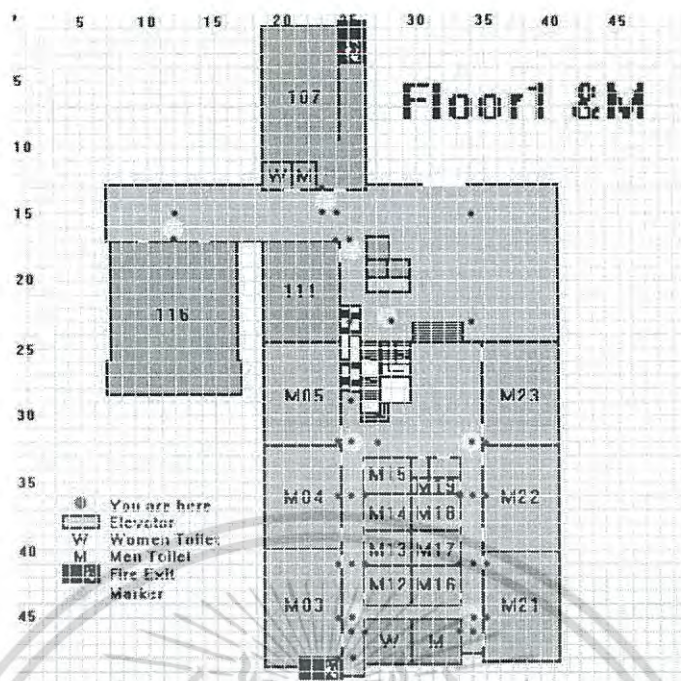 5 10 15 20 25 30 35 40 45
5
107
Floor1 &M
10
W M
15
20
111
116
25
M05
M23
30
M15
35
M19
M04
M22
M14
M18
You are here
Elevator
40
W Women Toilet
M13
M17
M Men Toilet
Fire Exit
M12
M16
Marker
M03
M21
45
W
M